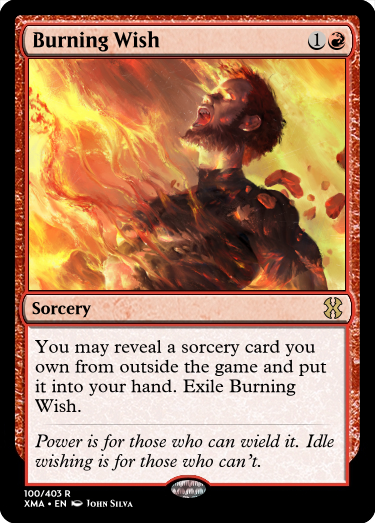 Burning Wish 1
Sorcery
You may reveal a sorcery card you
own from outside the game and put
it into your hand. Exile Burning
Wish.
Power is for those who can wield it. Idle
wishing is for those who can't.
100/403 R
XMA • EN John Silva